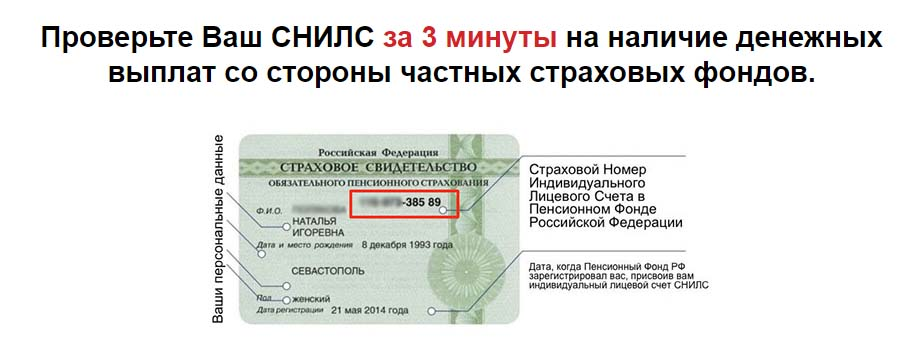 Проверьте Ваш СНИЛС за 3 минуты на наличие денежных
выплат со стороны частных страховых фондов.
Ваши персональные данные
Российская Федерация
СТРАХОВОЕ СВИДЕТЕЛЬСТВО
ОБЯЗАТЕЛЬНОГО ПЕНСИОННОГО СТРАХОВАНИЯ
-385 89
Ф.И.О.
НАТАЛЬЯ
ИГОРЕВНА
Дата и место рождения 8 декабря 1993 года
СЕВАСТОПОЛЬ
Пол женский
Дата регистрации 21 мая 2014 года
Страховой Номер
Индивидуального
Лицевого Счета в
Пенсионном Фонде
Российской Федерации
Дата, когда Пенсионный Фонд РФ
зарегистрировал вас, присвоив вам
индивидуальный лицевой счет СНИЛС